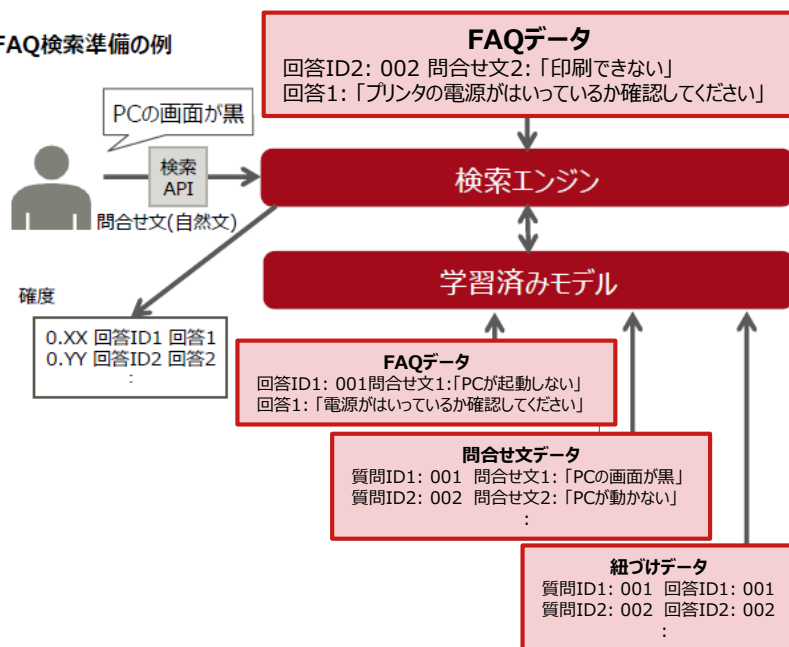 FAQ検索準備の例
FAQデータ
回答ID2: 002 問合せ文2: 「印刷できない」
回答1: 「プリンタの電源がはいっているか確認してください」
PCの画面が黒
検索
API
検索エンジン
問合せ文(自然文)
学習済みモデル
確度
0.XX 回答ID1 回答1
0.YY 回答ID2 回答2
:
FAQデータ
回答ID1: 001問合せ文1:「PCが起動しない」
回答1: 「電源がはいっているか確認してください」
問合せ文データ
質問ID1: 001 問合せ文1: 「PCの画面が黒」
質問ID2: 002 問合せ文2: 「PCが動かない」
:
紐づけデータ
質問ID1: 001 回答ID1: 001
質問ID2: 002 回答ID2: 002
: